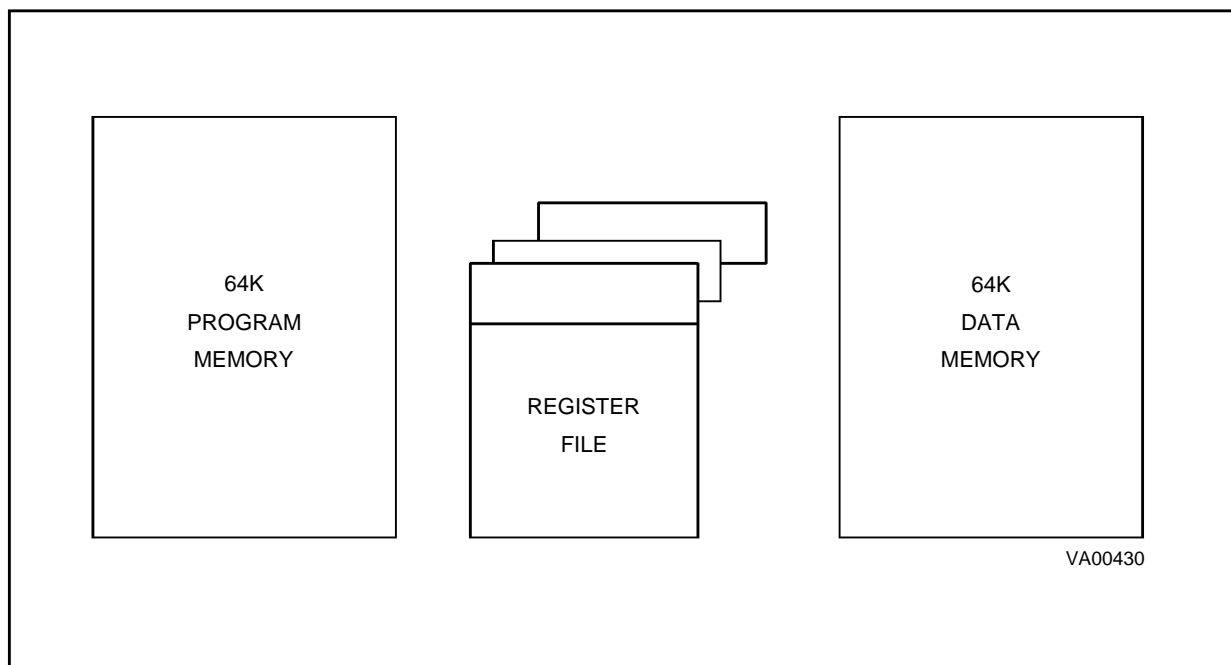 64K
PROGRAM
MEMORY
REGISTER
FILE
64K
DATA
MEMORY
VA00430